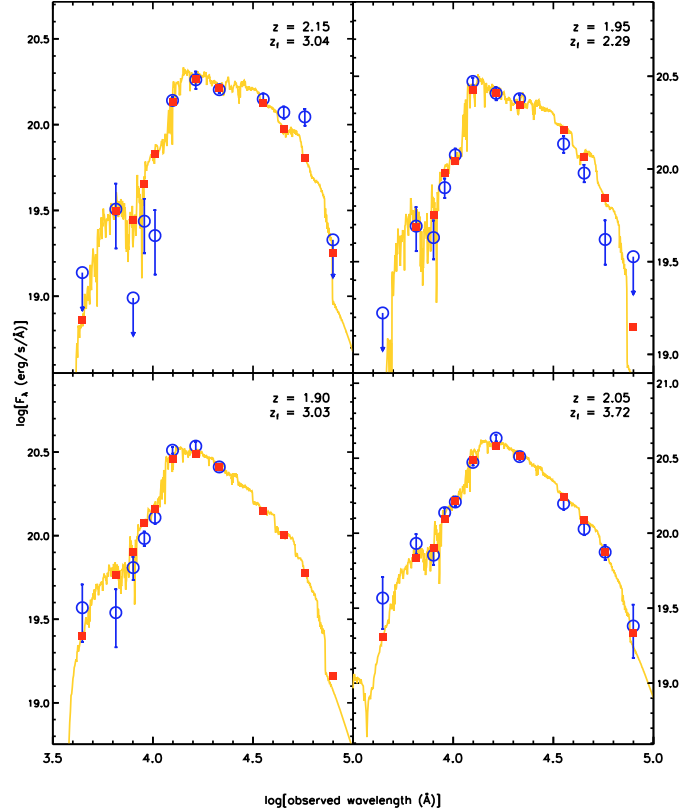 z = 2.15
z_f = 3.04
z = 1.95
z_f = 2.29
20.5
20.0
19.5
19.0
20.5
20.0
19.5
19.0
log[F_λ (erg/s/Å)]
z = 1.90
z_f = 3.03
z = 2.05
z_f = 3.72
20.5
20.0
19.5
19.0
21.0
20.5
20.0
19.5
19.0
3.5 4.0 4.5 5.0 4.0 4.5 5.0
log[observed wavelength (Å)]